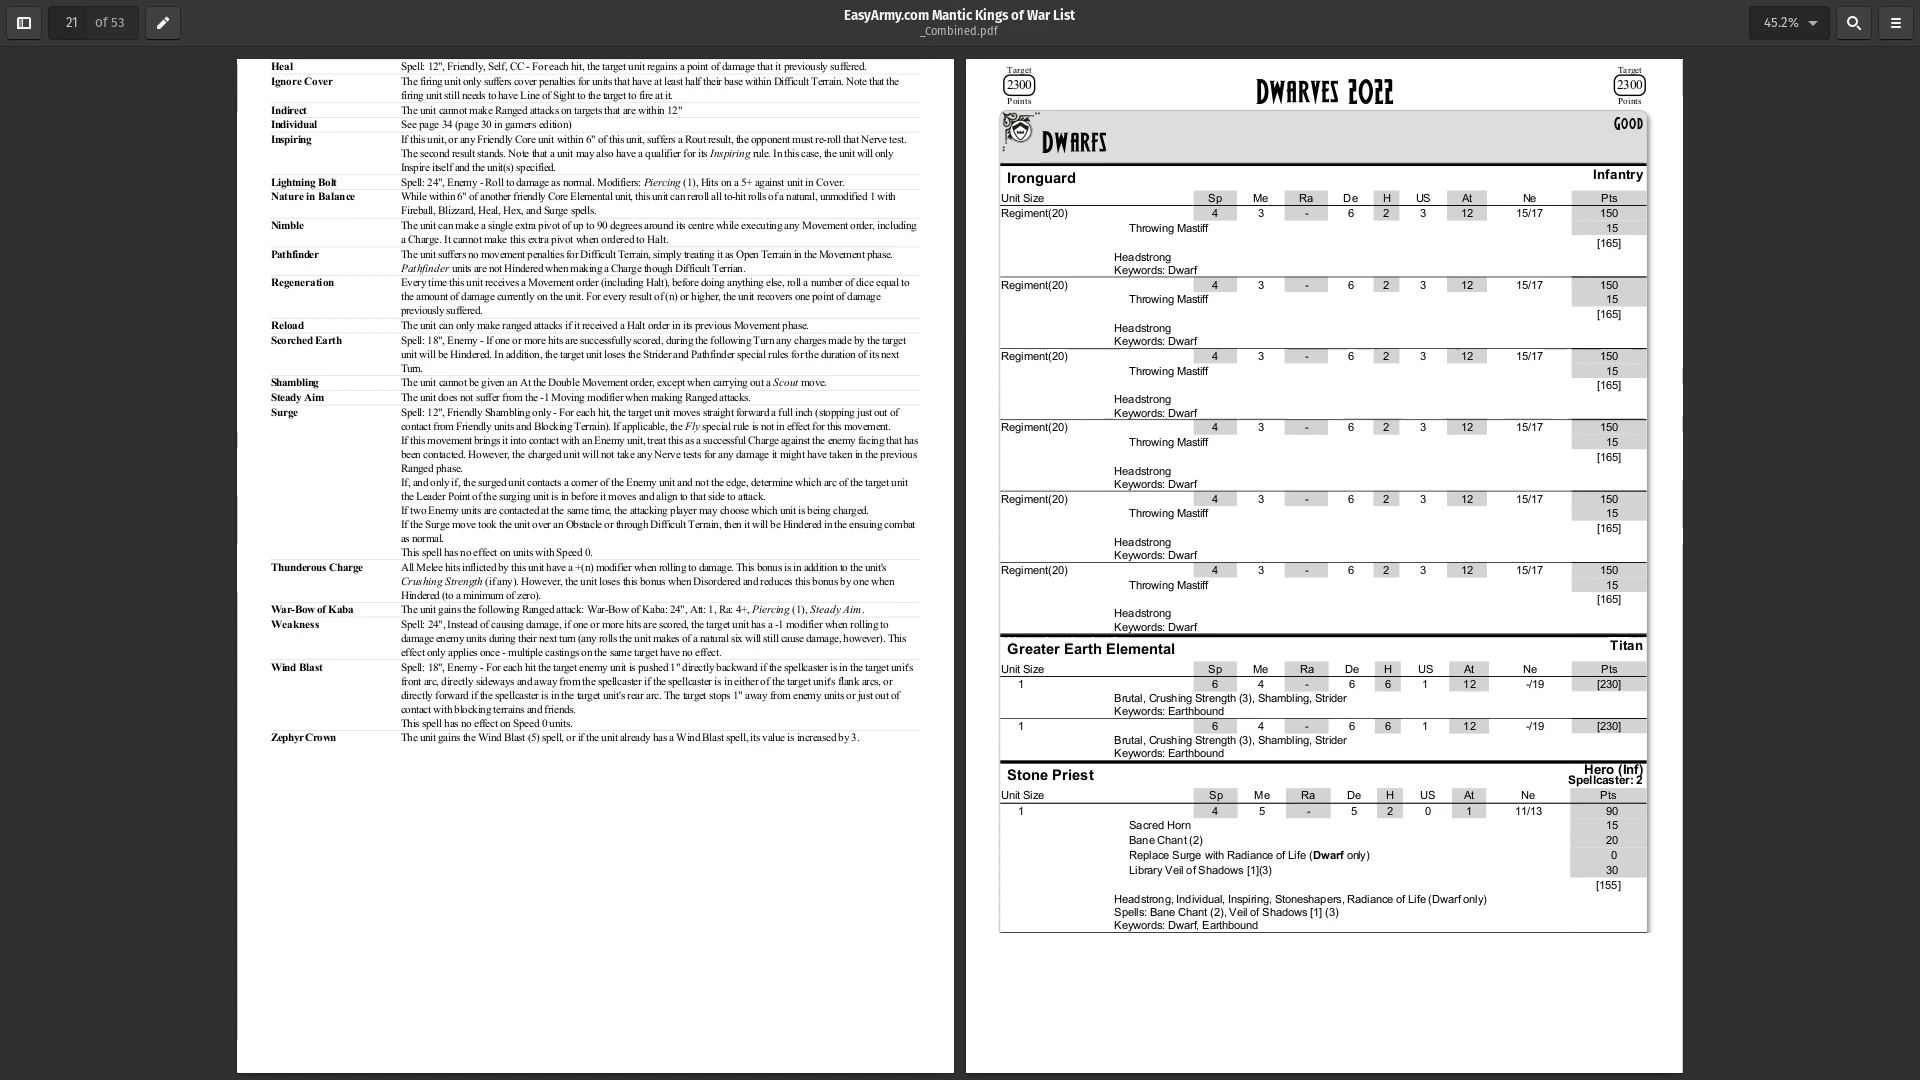 21 of 53
EasyArmy.com Mantic Kings of War List
_Combined.pdf
45.2%
Heal Spell: 12", Friendly, Self, CC - For each hit, the target unit regains a point of damage that it previously suffered.
Ignore Cover The firing unit only suffers cover penalties for units that have at least half their base within Difficult Terrain. Note that the
firing unit still needs to have Line of Sight to the target to fire at it.
Indirect The unit cannot make Ranged attacks on targets that are within 12"
Individual See page 34 (page 30 in gamers edition)
Inspiring If this unit, or any Friendly Core unit within 6" of this unit, suffers a Rout result, the opponent must re-roll that Nerve test.
The second result stands. Note that a unit may also have a qualifier for its Inspiring rule. In this case, the unit will only
Inspire itself and the unit(s) specified.
Lightning Bolt Spell: 24", Enemy - Roll to damage as normal. Modifiers: Piercing (1), Hits on a 5+ against unit in Cover.
Nature in Balance While within 6" of another friendly Core Elemental unit, this unit can reroll all to-hit rolls of a natural, unmodified 1 with
Fireball, Blizzard, Heal, Hex, and Surge spells.
Nimble The unit can make a single extra pivot of up to 90 degrees around its centre while executing any Movement order, including
a Charge. It cannot make this extra pivot when ordered to Halt.
Pathfinder The unit suffers no movement penalties for Difficult Terrain, simply treating it as Open Terrain in the Movement phase.
Pathfinder units are not Hindered when making a Charge though Difficult Terrian.
Regeneration Every time this unit receives a Movement order (including Halt), before doing anything else, roll a number of dice equal to
the amount of damage currently on the unit. For every result of (n) or higher, the unit recovers one point of damage
previously suffered.
Reload The unit can only make ranged attacks if it received a Halt order in its previous Movement phase.
Scorched Earth Spell: 18", Enemy - If one or more hits are successfully scored, during the following Turn any charges made by the target
unit will be Hindered. In addition, the target unit loses the Strider and Pathfinder special rules for the duration of its next
Turn.
Shambling The unit cannot be given an At the Double Movement order, except when carrying out a Scout move.
Steady Aim The unit does not suffer from the -1 Moving modifier when making Ranged attacks.
Surge Spell: 12", Friendly Shambling only - For each hit, the target unit moves straight forward a full inch (stopping just out of
contact from Friendly units and Blocking Terrain). If applicable, the Fly special rule is not in effect for this movement.
If this movement brings it into contact with an Enemy unit, treat this as a successful Charge against the enemy facing that has
been contacted. However, the charged unit will not take any Nerve tests for any damage it might have taken in the previous
Ranged phase.
If, and only if, the surged unit contacts a corner of the Enemy unit and not the edge, determine which arc of the target unit
the Leader Point of the surging unit is in before it moves and align to that side to attack.
If two Enemy units are contacted at the same time, the attacking player may choose which unit is being charged.
If the Surge move took the unit over an Obstacle or through Difficult Terrain, then it will be Hindered in the ensuing combat
as normal.
This spell has no effect on units with Speed 0.
Thunderous Charge All Melee hits inflicted by this unit have a +(n) modifier when rolling to damage. This bonus is in addition to the unit's
Crushing Strength (if any). However, the unit loses this bonus when Disordered and reduces this bonus by one when
Hindered (to a minimum of zero).
War-Bow of Kaba The unit gains the following Ranged attack: War-Bow of Kaba: 24", Att: 1, Ra: 4+, Piercing (1), Steady Aim.
Weakness Spell: 24", Instead of causing damage, if one or more hits are scored, the target unit has a -1 modifier when rolling to
damage enemy units during their next turn (any rolls the unit makes of a natural six will still cause damage, however). This
effect only applies once - multiple castings on the same target have no effect.
Wind Blast Spell: 18", Enemy - For each hit the target enemy unit is pushed 1" directly backward if the spellcaster is in the target unit's
front arc, directly sideways and away from the spellcaster if the spellcaster is in either of the target unit's flank arcs, or
directly forward if the spellcaster is in the target unit's rear arc. The target stops 1" away from enemy units or just out of
contact with blocking terrains and friends.
This spell has no effect on Speed 0 units.
Zephyr Crown The unit gains the Wind Blast (5) spell, or if the unit already has a Wind Blast spell, its value is increased by 3.
Target
2300
Points
Dwarves 2022
Target
2300
Points
Dwarfs
Good
Ironguard Infantry
Unit Size Sp Me Ra De H US At Ne Pts
Regiment(20) 4 3 - 6 2 3 12 15/17 150
Throwing Mastiff 15
[165]
Headstrong
Keywords: Dwarf
Regiment(20) 4 3 - 6 2 3 12 15/17 150
Throwing Mastiff 15
[165]
Headstrong
Keywords: Dwarf
Regiment(20) 4 3 - 6 2 3 12 15/17 150
Throwing Mastiff 15
[165]
Headstrong
Keywords: Dwarf
Regiment(20) 4 3 - 6 2 3 12 15/17 150
Throwing Mastiff 15
[165]
Headstrong
Keywords: Dwarf
Regiment(20) 4 3 - 6 2 3 12 15/17 150
Throwing Mastiff 15
[165]
Headstrong
Keywords: Dwarf
Regiment(20) 4 3 - 6 2 3 12 15/17 150
Throwing Mastiff 15
[165]
Headstrong
Keywords: Dwarf
Greater Earth Elemental Titan
Unit Size Sp Me Ra De H US At Ne Pts
1 6 4 - 6 6 1 12 -/19 [230]
Brutal, Crushing Strength (3), Shambling, Strider
Keywords: Earthbound
1 6 4 - 6 6 1 12 -/19 [230]
Brutal, Crushing Strength (3), Shambling, Strider
Keywords: Earthbound
Stone Priest Hero (Inf)
Spellcaster: 2
Unit Size Sp Me Ra De H US At Ne Pts
1 4 5 - 5 2 0 1 11/13 90
Sacred Horn 15
Bane Chant (2) 20
Replace Surge with Radiance of Life (Dwarf only) 0
Library Veil of Shadows [1](3) 30
[155]
Headstrong, Individual, Inspiring, Stoneshapers, Radiance of Life (Dwarf only)
Spells: Bane Chant (2), Veil of Shadows [1] (3)
Keywords: Dwarf, Earthbound